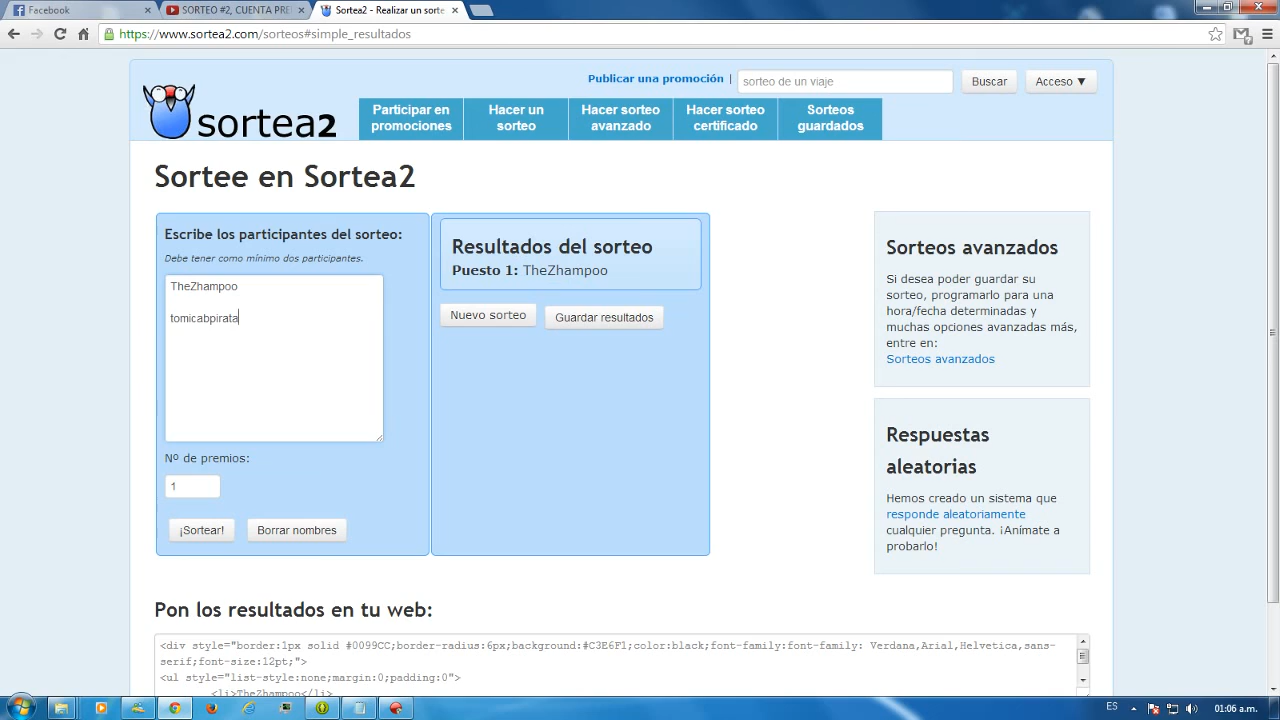 Facebook
SORTEO #2, CUENTA PRE
Sortea2 - Realizar un sorte
https://www.sortea2.com/sorteos#simple_resultados
Publicar una promoción |
sorteo de un viaje
Buscar
Acceso ▼
sortea2
Participar en promociones
Hacer un sorteo
Hacer sorteo avanzado
Hacer sorteo certificado
Sorteos guardados
Sortee en Sortea2
Escribe los participantes del sorteo:
Debe tener como mínimo dos participantes.
TheZhampoo
tomicabpirata
Nº de premios:
1
¡Sortear!
Borrar nombres
Resultados del sorteo
Puesto 1: TheZhampoo
Nuevo sorteo
Guardar resultados
Sorteos avanzados
Si desea poder guardar su
sorteo, programarlo para una
hora/fecha determinadas y
muchas opciones avanzadas más,
entre en:
Sorteos avanzados
Respuestas
aleatorias
Hemos creado un sistema que
responde aleatoriamente
cualquier pregunta. ¡Anímate a
probarlo!
Pon los resultados en tu web:
<div style="border:1px solid #0099CC;border-radius:6px;background:#C3E6F1;color:black;font-family:font-family: Verdana,Arial,Helvetica,sans-
serif;font-size:12pt;">
<ul style="list-style:none;margin:0;padding:0">
<li>TheZhampoo</li>
ES
01:06 a.m.